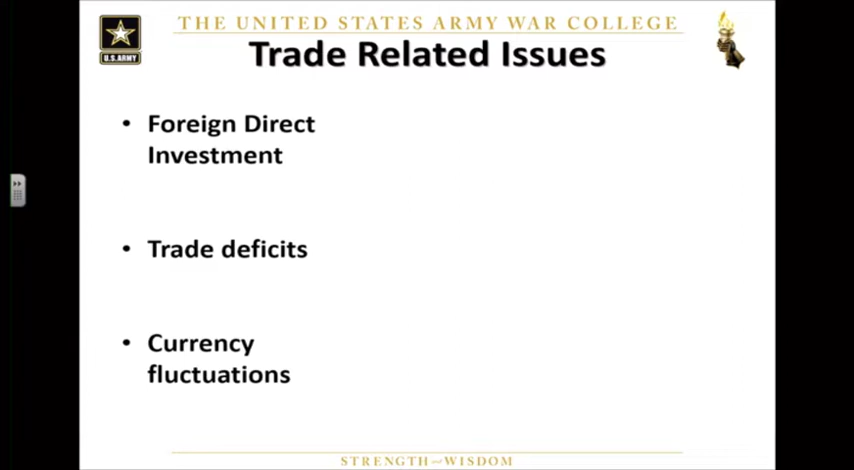 THE UNITED STATES ARMY WAR COLLEGE
U.S.ARMY
Trade Related Issues
• Foreign Direct
Investment
• Trade deficits
• Currency
fluctuations
STRENGTH and WISDOM